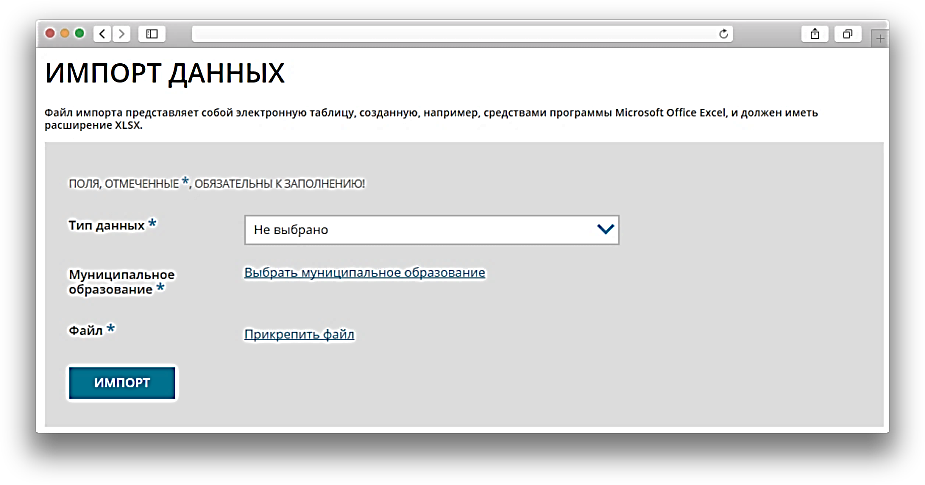 ИМПОРТ ДАННЫХ
Файл импорта представляет собой электронную таблицу, созданную, например, средствами программы Microsoft Office Excel, и должен иметь
расширение XLSX.
ПОЛЯ, ОТМЕЧЕННЫЕ *, ОБЯЗАТЕЛЬНЫ К ЗАПОЛНЕНИЮ!
Тип данных * Не выбрано
Муниципальное Выбрать муниципальное образование
образование *
Файл * Прикрепить файл
ИМПОРТ